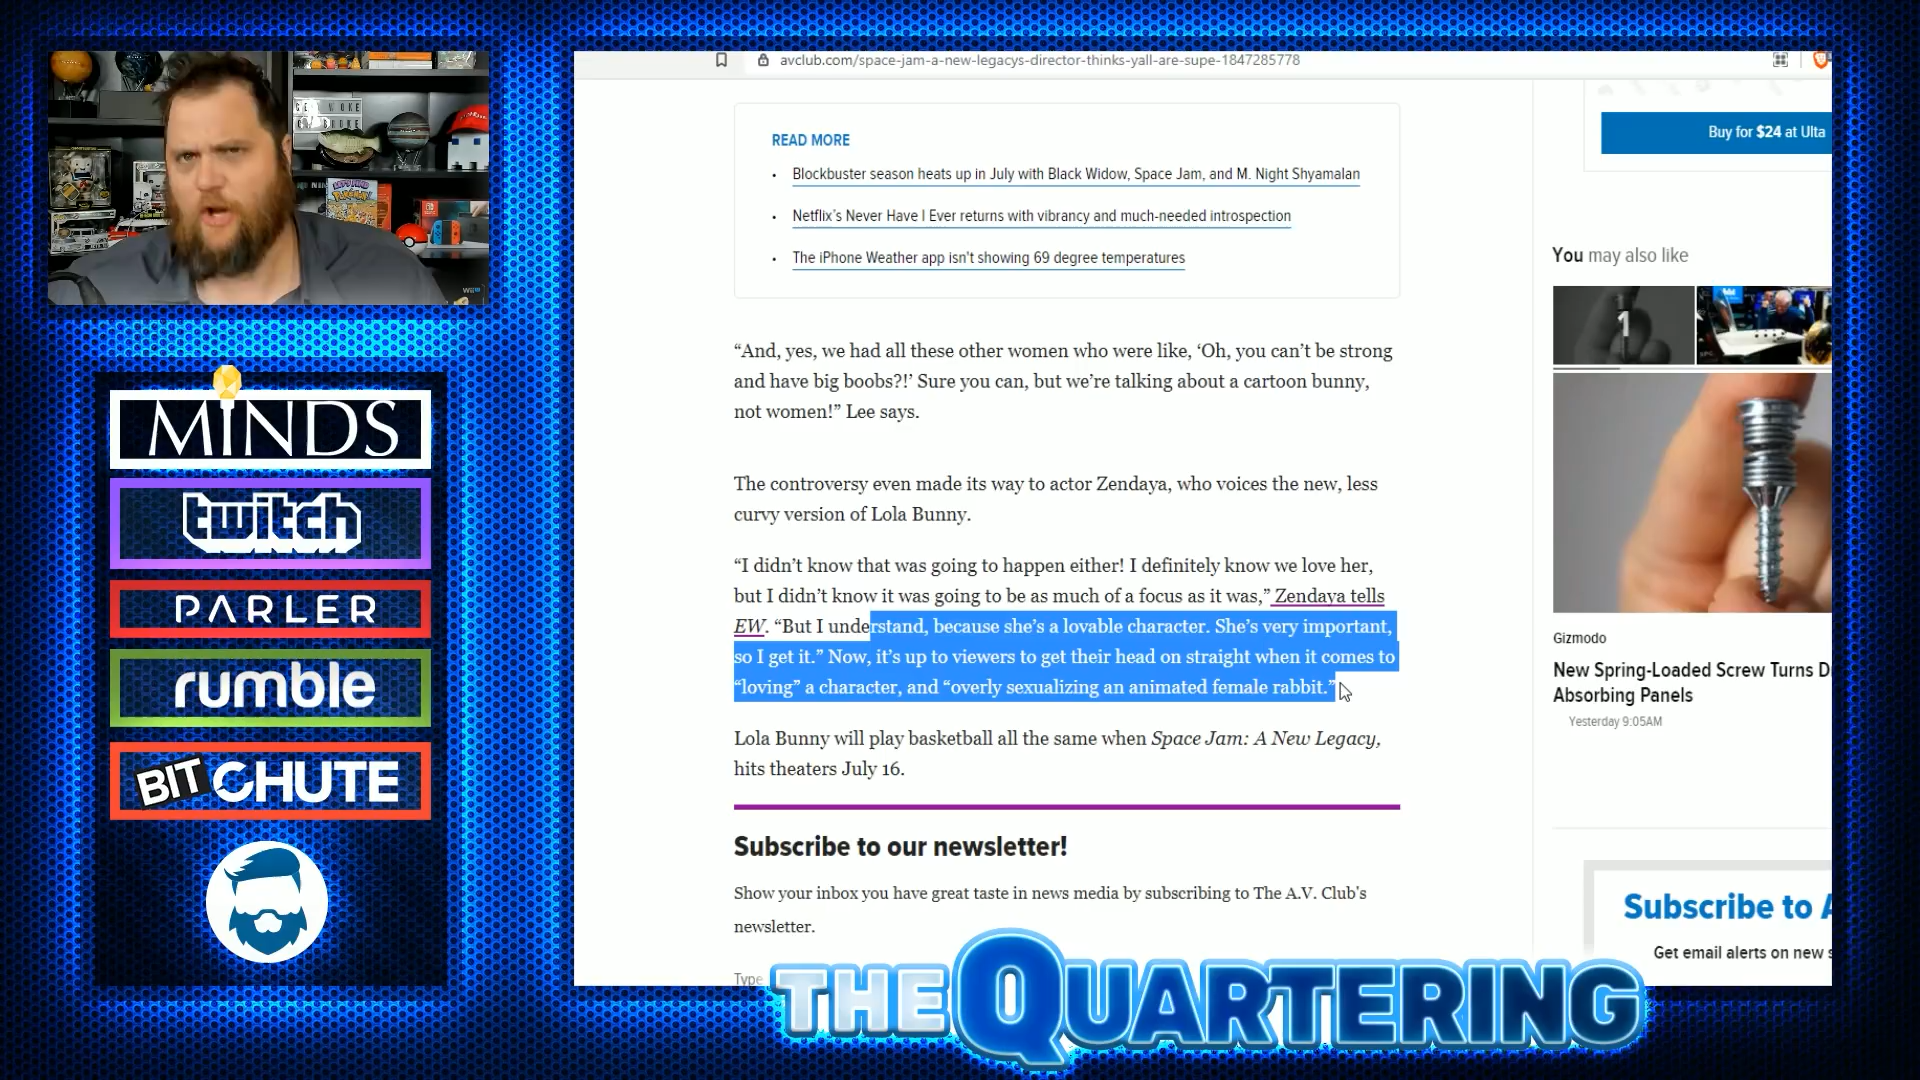 GET WOKE
GO BROKE
MINDS
twitch
PARLER
rumble
BITCHUTE
avclub.com/space-jam-a-new-legacys-director-thinks-yall-are-supe-1847285778
READ MORE
Blockbuster season heats up in July with Black Widow, Space Jam, and M. Night Shyamalan
Netflix’s Never Have I Ever returns with vibrancy and much-needed introspection
The iPhone Weather app isn't showing 69 degree temperatures
“And, yes, we had all these other women who were like, ‘Oh, you can’t be strong
and have big boobs?!’ Sure you can, but we’re talking about a cartoon bunny,
not women!” Lee says.
The controversy even made its way to actor Zendaya, who voices the new, less
curvy version of Lola Bunny.
“I didn’t know that was going to happen either! I definitely know we love her,
but I didn’t know it was going to be as much of a focus as it was,” Zendaya tells
EW. “But I understand, because she’s a lovable character. She’s very important,
so I get it.” Now, it’s up to viewers to get their head on straight when it comes to
“loving” a character, and “overly sexualizing an animated female rabbit.”
Lola Bunny will play basketball all the same when Space Jam: A New Legacy,
hits theaters July 16.
Subscribe to our newsletter!
Show your inbox you have great taste in news media by subscribing to The A.V. Club's
newsletter.
Type
Buy for $24 at Ulta
You may also like
Gizmodo
New Spring-Loaded Screw Turns D
Absorbing Panels
Yesterday 9:05AM
Subscribe to A
Get email alerts on new s
THE QUARTERING